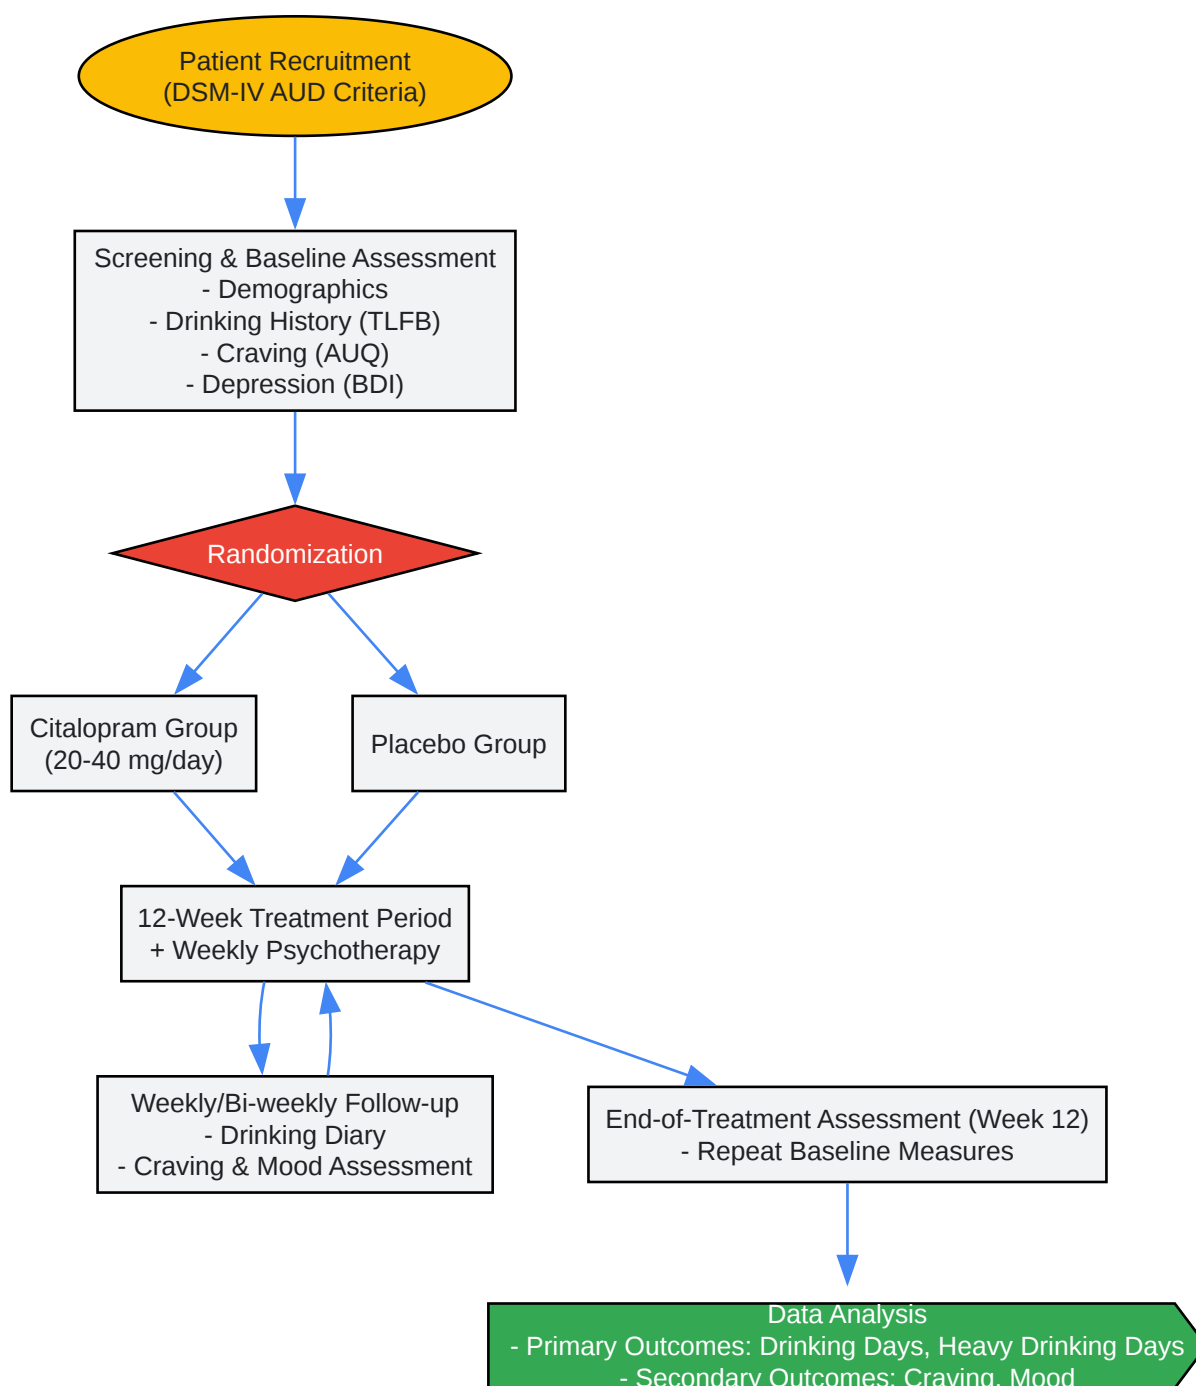 Patient Recruitment
(DSM-IV AUD Criteria)
Screening & Baseline Assessment
- Demographics
- Drinking History (TLFB)
- Craving (AUQ)
- Depression (BDI)
Randomization
Citalopram Group
(20-40 mg/day)
Placebo Group
12-Week Treatment Period
+ Weekly Psychotherapy
Weekly/Bi-weekly Follow-up
- Drinking Diary
- Craving & Mood Assessment
End-of-Treatment Assessment (Week 12)
- Repeat Baseline Measures
Data Analysis
- Primary Outcomes: Drinking Days, Heavy Drinking Days
- Secondary Outcomes: Craving, Mood